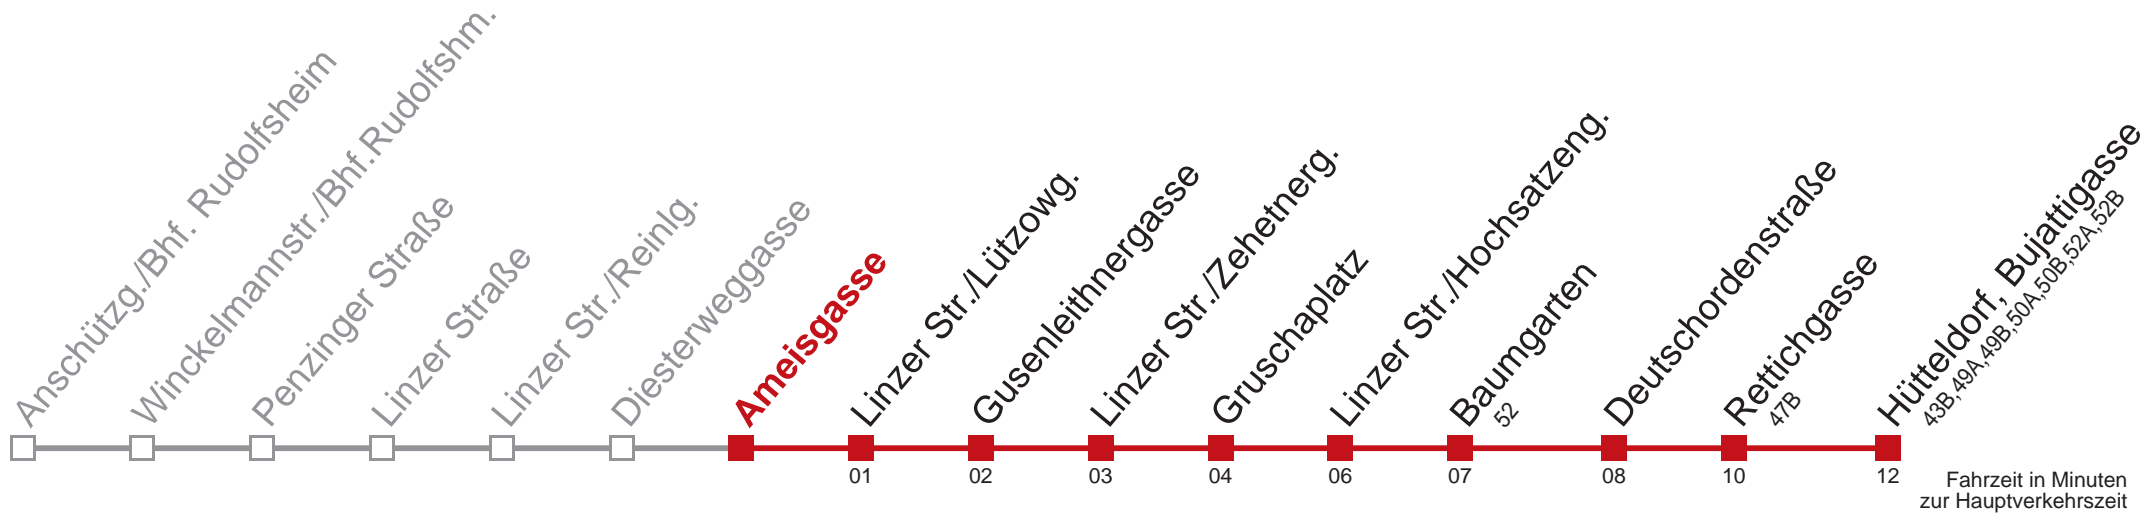 Anschützg./Bhf. Rudolfsheim
Winckelmannstr./Bhf.Rudolfshm.
Penzinger Straße
Linzer Straße
Linzer Str./Reinlg.
Diesterweggasse
Ameisgasse
Linzer Str./Lützowg.
Gusenleithnergasse
Linzer Str./Zehetnerg.
Gruschaplatz
Linzer Str./Hochsatzeng.
Baumgarten
52
Deutschordenstraße
Rettichgasse
47B
Hütteldorf, Bujattigasse
43B,49A,49B,50A,50B,52A,52B
01 02 03 04 06 07 08 10 12
Fahrzeit in Minuten
zur Hauptverkehrszeit